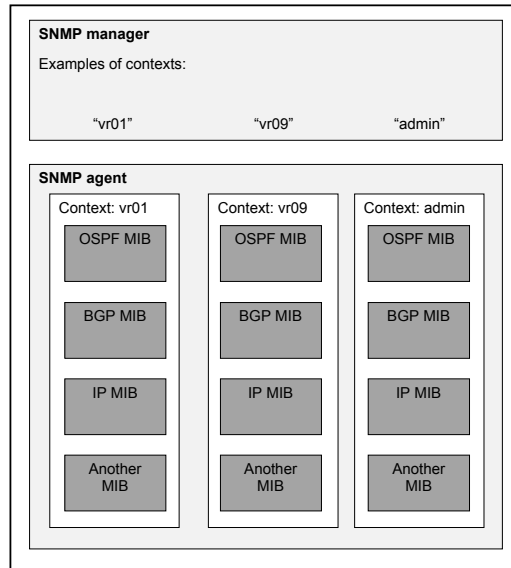 SNMP manager
Examples of contexts:
“vr01” “vr09” “admin”
SNMP agent
Context: vr01 Context: vr09 Context: admin
OSPF MIB OSPF MIB OSPF MIB
BGP MIB BGP MIB BGP MIB
IP MIB IP MIB IP MIB
Another Another Another
MIB MIB MIB